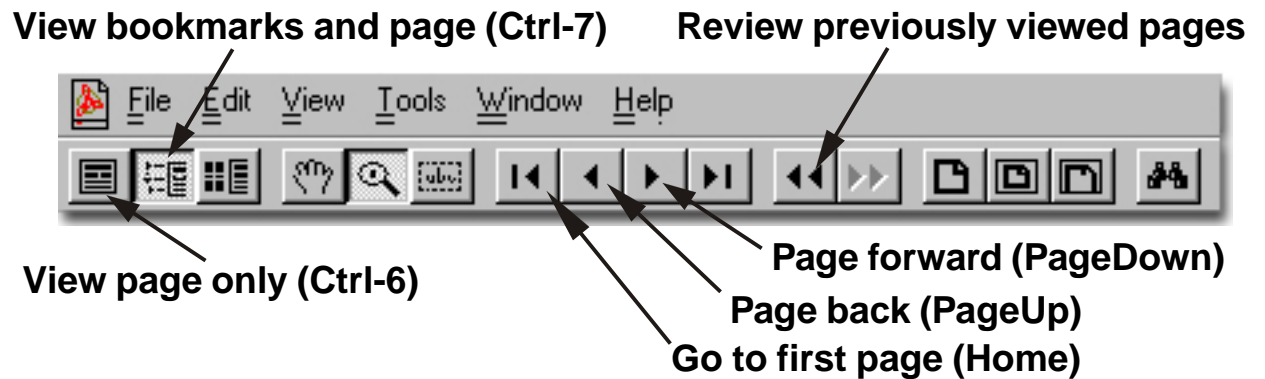 View bookmarks and page (Ctrl-7)
Review previously viewed pages
File Edit View Tools Window Help
abc
Page forward (PageDown)
View page only (Ctrl-6)
Page back (PageUp)
Go to first page (Home)